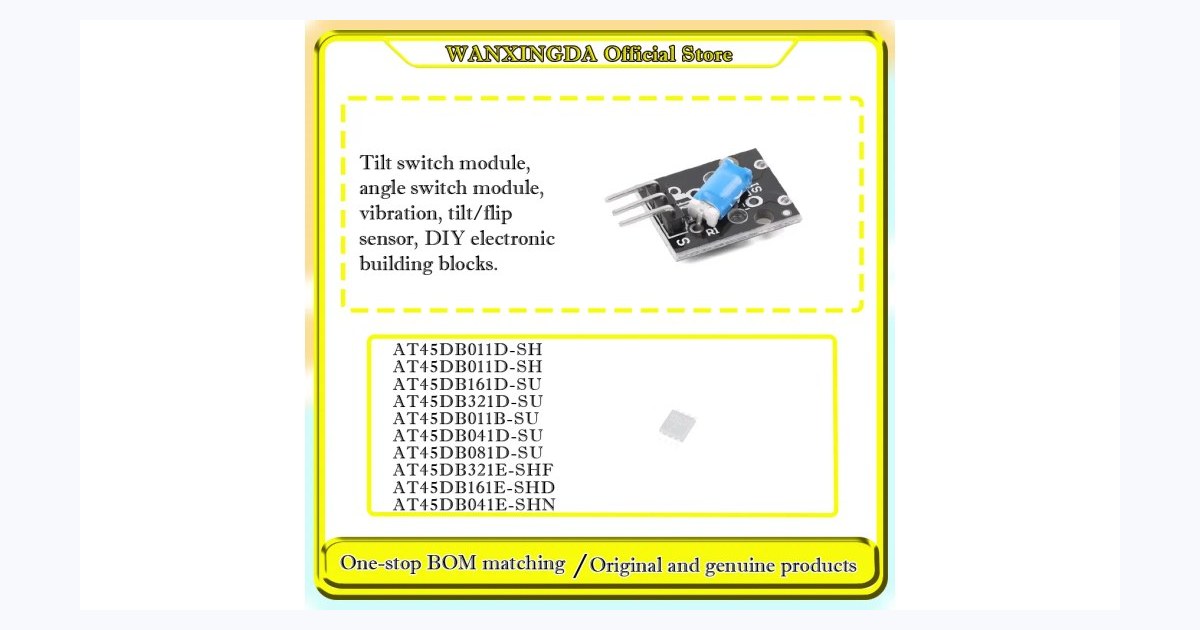 WANXINGDA Official Store
Tilt switch module,
angle switch module,
vibration, tilt/flip
sensor, DIY electronic
building blocks.
S
R1
AT45DB011D-SH
AT45DB011D-SH
AT45DB161D-SU
AT45DB321D-SU
AT45DB011B-SU
AT45DB041D-SU
AT45DB081D-SU
AT45DB321E-SHF
AT45DB161E-SHD
AT45DB041E-SHN
One-stop BOM matching / Original and genuine products